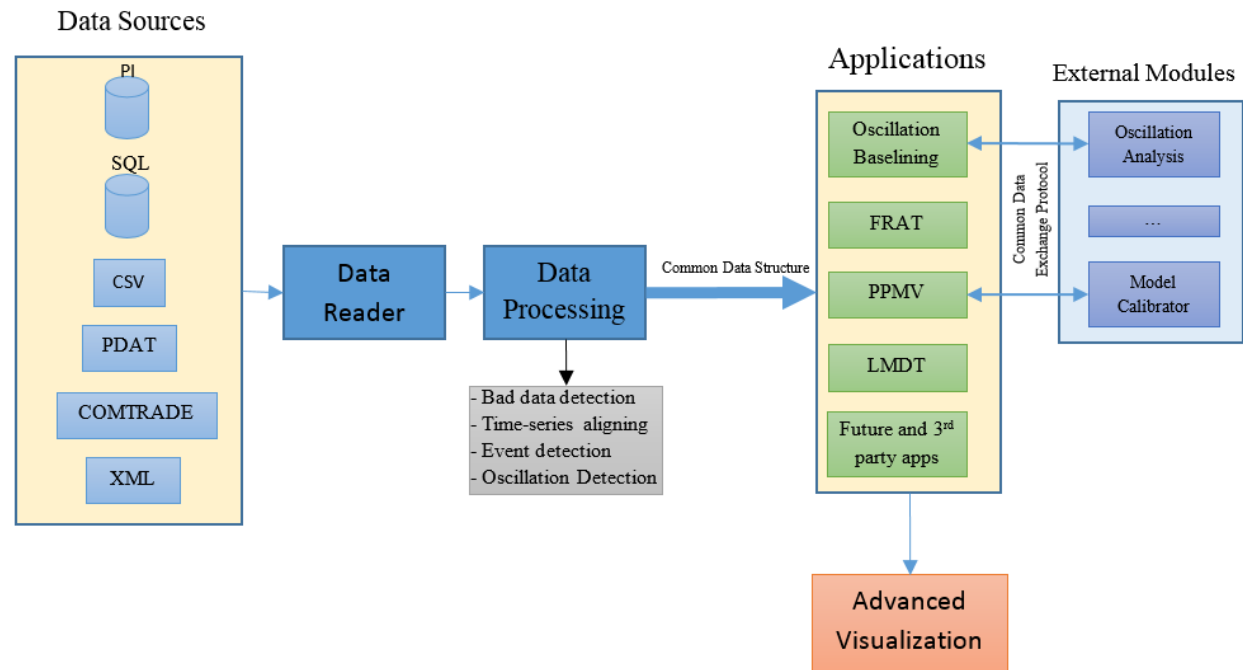 Data Sources
PI
SQL
CSV
PDAT
COMTRADE
XML
Data
Reader
Data
Processing
- Bad data detection
- Time-series aligning
- Event detection
- Oscillation Detection
Common Data Structure
Applications
Oscillation
Baselining
FRAT
PPMV
LMDT
Future and 3rd
party apps
Common Data
Exchange Protocol
External Modules
Oscillation
Analysis
...
Model
Calibrator
Advanced
Visualization